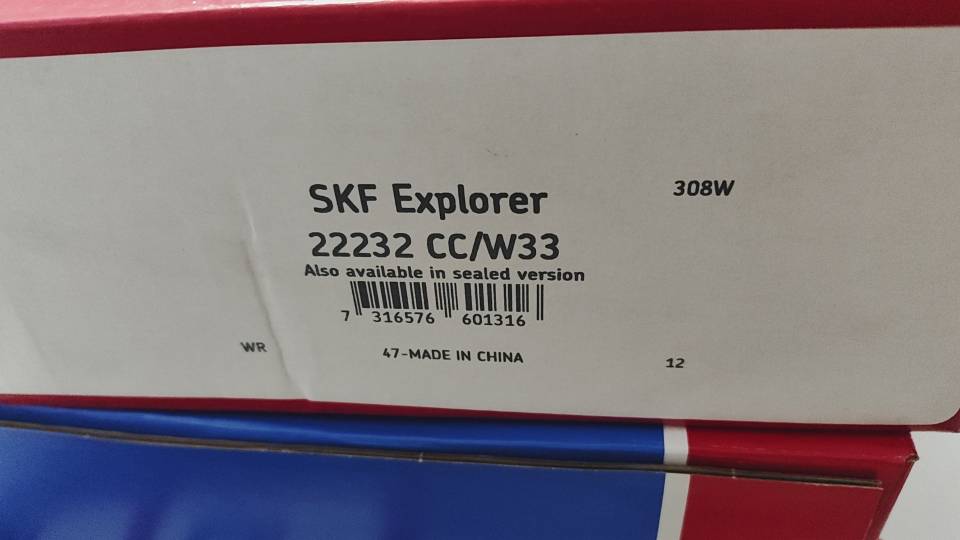 SKF Explorer
308W
22232 CC/W33
Also available in sealed version
7 316576 601316
WR
47-MADE IN CHINA
12